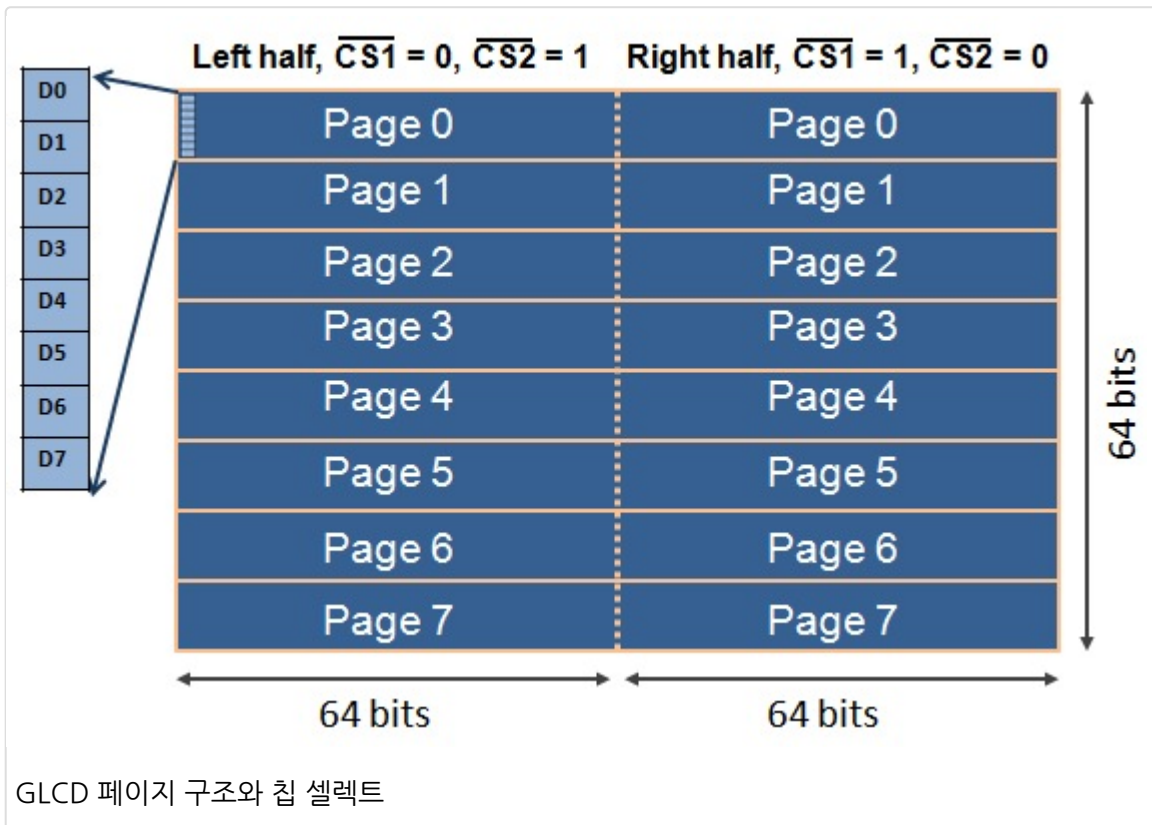 Left half, CS1 = 0, CS2 = 1 Right half, CS1 = 1, CS2 = 0
D0
D1
D2
D3
D4
D5
D6
D7
Page 0 Page 0
Page 1 Page 1
Page 2 Page 2
Page 3 Page 3
Page 4 Page 4
Page 5 Page 5
Page 6 Page 6
Page 7 Page 7
64 bits
64 bits 64 bits
GLCD 페이지 구조와 칩 셀렉트